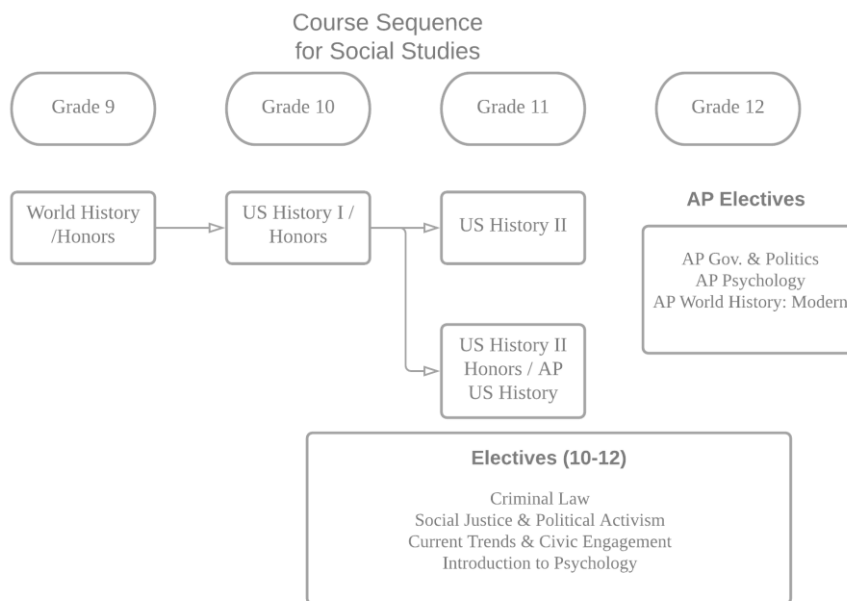 Course Sequence
for Social Studies
Grade 9
Grade 10
Grade 11
Grade 12
World History
/Honors
US History I /
Honors
US History II
US History II
Honors / AP
US History
AP Electives
AP Gov. & Politics
AP Psychology
AP World History: Modern
Electives (10-12)
Criminal Law
Social Justice & Political Activism
Current Trends & Civic Engagement
Introduction to Psychology